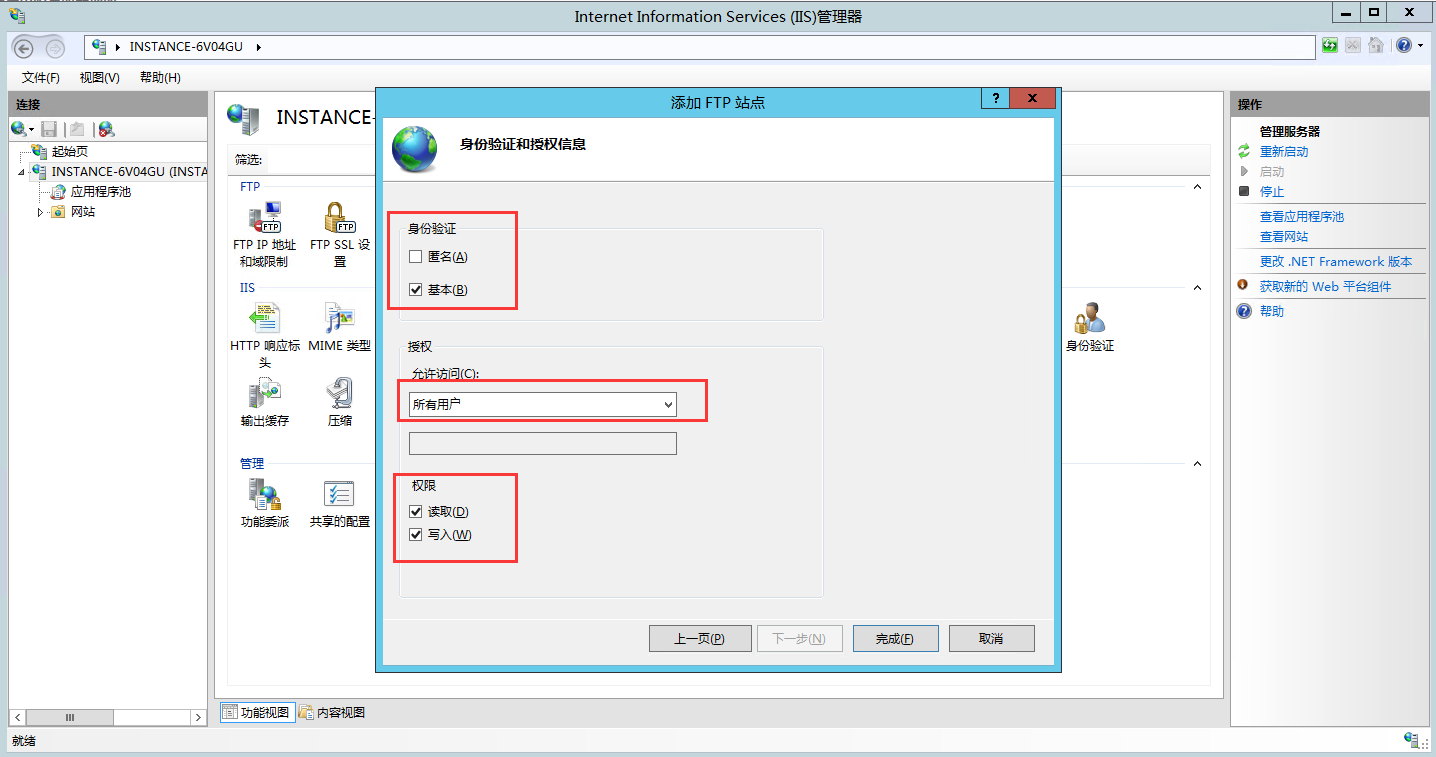 Internet Information Services (IIS)管理器
INSTANCE-6V04GU
文件(F) 视图(V) 帮助(H)
连接
起始页
INSTANCE-6V04GU (INSTA
应用程序池
网站
INSTANCE-
筛选:
FTP
FTP IP 地址
和域限制
FTP SSL 设
置
IIS
HTTP 响应标
头
MIME 类型
输出缓存
压缩
身份验证
管理
功能委派
共享的配置
功能视图
内容视图
添加 FTP 站点
?
X
身份验证和授权信息
身份验证
匿名(A)
基本(B)
授权
允许访问(C):
所有用户
权限
读取(D)
写入(W)
上一页(P)
下一步(N)
完成(F)
取消
操作
管理服务器
重新启动
启动
停止
查看应用程序池
查看网站
更改 .NET Framework 版本
获取新的 Web 平台组件
帮助
就绪